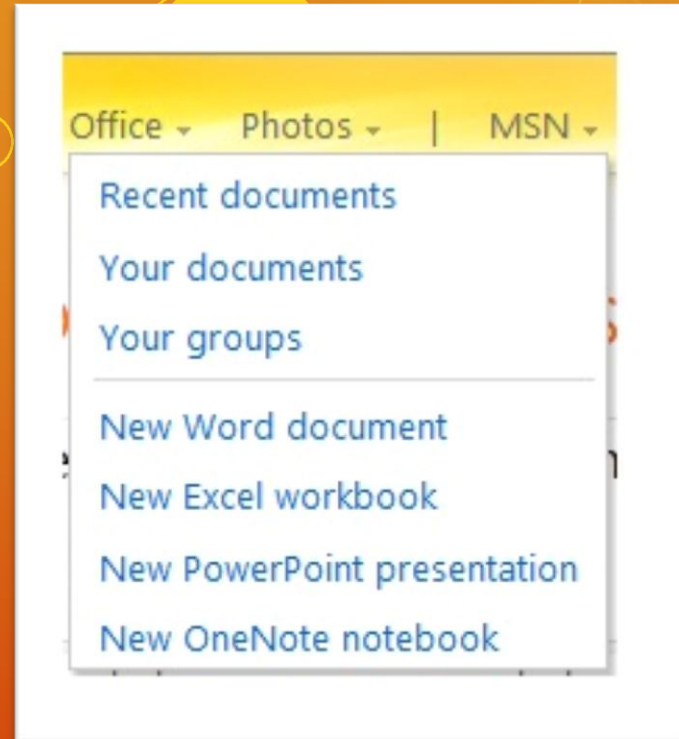 Office Photos | MSN
Recent documents
Your documents
Your groups
New Word document
New Excel workbook
New PowerPoint presentation
New OneNote notebook